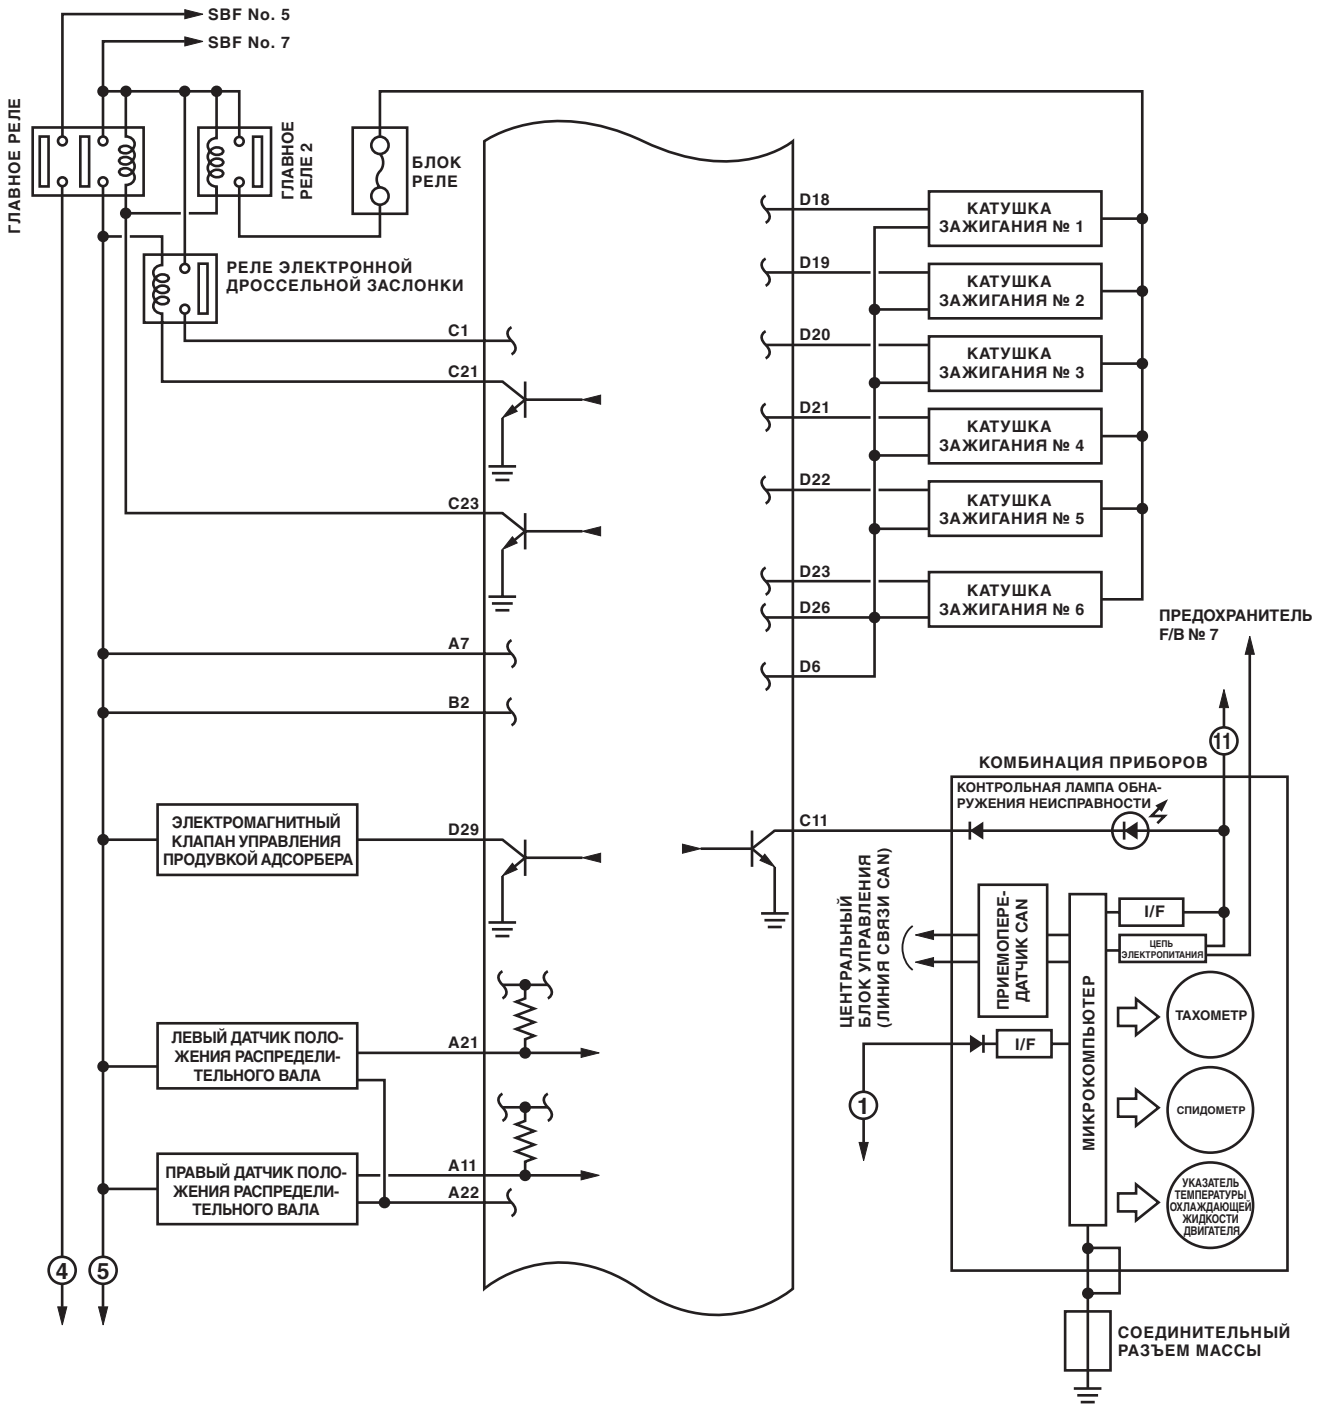 SBF No. 5
SBF No. 7
ГЛАВНОЕ РЕЛЕ
ГЛАВНОЕ
РЕЛЕ 2
БЛОК
РЕЛЕ
РЕЛЕ ЭЛЕКТРОННОЙ
ДРОССЕЛЬНОЙ ЗАСЛОНКИ
C1
C21
C23
A7
B2
ЭЛЕКТРОМАГНИТНЫЙ
КЛАПАН УПРАВЛЕНИЯ
ПРОДУВКОЙ АДСОРБЕРА
D29
ЛЕВЫЙ ДАТЧИК ПОЛО-
ЖЕНИЯ РАСПРЕДЕЛИ-
ТЕЛЬНОГО ВАЛА
A21
ПРАВЫЙ ДАТЧИК ПОЛО-
ЖЕНИЯ РАСПРЕДЕЛИ-
ТЕЛЬНОГО ВАЛА
A11
A22
4
5
D18
КАТУШКА
ЗАЖИГАНИЯ № 1
D19
КАТУШКА
ЗАЖИГАНИЯ № 2
D20
КАТУШКА
ЗАЖИГАНИЯ № 3
D21
КАТУШКА
ЗАЖИГАНИЯ № 4
D22
КАТУШКА
ЗАЖИГАНИЯ № 5
D23
КАТУШКА
ЗАЖИГАНИЯ № 6
D26
D6
ПРЕДОХРАНИТЕЛЬ
F/B № 7
11
КОМБИНАЦИЯ ПРИБОРОВ
КОНТРОЛЬНАЯ ЛАМПА ОБНА-
РУЖЕНИЯ НЕИСПРАВНОСТИ
C11
ЦЕНТРАЛЬНЫЙ
БЛОК УПРАВЛЕНИЯ
(ЛИНИЯ СВЯЗИ CAN)
ПРИЕМОПЕРЕ-
ДАТЧИК CAN
МИКРОКОМПЬЮТЕР
I/F
ЦЕПЬ
ЭЛЕКТРОПИТАНИЯ
I/F
1
ТАХОМЕТР
СПИДОМЕТР
УКАЗАТЕЛЬ
ТЕМПЕРАТУРЫ
ОХЛАЖДАЮЩЕЙ
ЖИДКОСТИ
ДВИГАТЕЛЯ
СОЕДИНИТЕЛЬНЫЙ
РАЗЪЕМ МАССЫ